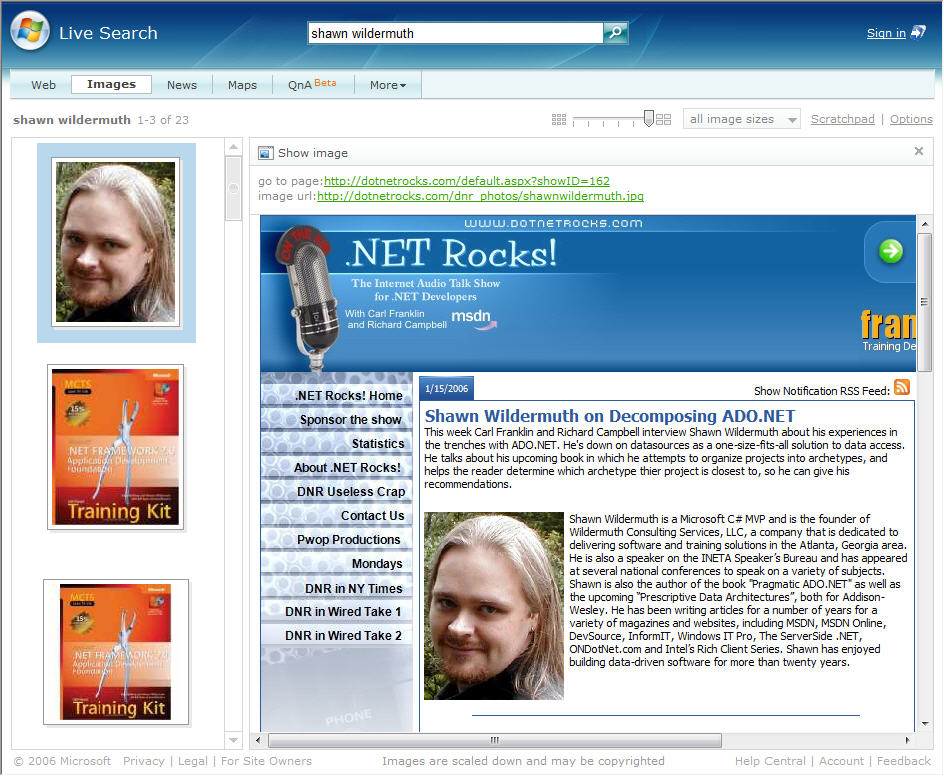 Live Search
shawn wildermuth
Sign in
Web
Images
News
Maps
QnA Beta
More
shawn wildermuth 1-3 of 23
all image sizes
Scratchpad | Options
Show image
go to page:http://dotnetrocks.com/default.aspx?showID=162
image url:http://dotnetrocks.com/dnr_photos/shawnwildermuth.jpg
MCTS
Microsoft
15%
.NET FRAMEWORK 2.0
Application Development
Foundation
Training Kit
MCTS
15%
.NET FRAMEWORK 2.0
Application Development
Foundation
Training Kit
WWW.DOTNETROCKS.COM
ON THE AIR
.NET Rocks!
The Internet Audio Talk Show
for .NET Developers
With Carl Franklin
and Richard Campbell
msdn
fran
Training De
.NET Rocks! Home
Sponsor the show
Statistics
About .NET Rocks!
DNR Useless Crap
Contact Us
Pwop Productions
Mondays
DNR in NY Times
DNR in Wired Take 1
DNR in Wired Take 2
PHONE
1/15/2006
Show Notification RSS Feed:
Shawn Wildermuth on Decomposing ADO.NET
This week Carl Franklin and Richard Campbell interview Shawn Wildermuth about his experiences in
the trenches with ADO.NET. He's down on datasources as a one-size-fits-all solution to data access.
He talks about his upcoming book in which he attempts to organize projects into archetypes, and
helps the reader determine which archetype thier project is closest to, so he can give his
recommendations.
Shawn Wildermuth is a Microsoft C# MVP and is the founder of
Wildermuth Consulting Services, LLC, a company that is dedicated to
delivering software and training solutions in the Atlanta, Georgia area.
He is also a speaker on the INETA Speaker's Bureau and has appeared
at several national conferences to speak on a variety of subjects.
Shawn is also the author of the book "Pragmatic ADO.NET" as well as
the upcoming "Prescriptive Data Architectures", both for Addison-
Wesley. He has been writing articles for a number of years for a
variety of magazines and websites, including MSDN, MSDN Online,
DevSource, InformIT, Windows IT Pro, The ServerSide .NET,
ONDotNet.com and Intel's Rich Client Series. Shawn has enjoyed
building data-driven software for more than twenty years.
© 2006 Microsoft
Privacy | Legal | For Site Owners
Images are scaled down and may be copyrighted
Help Central | Account | Feedback